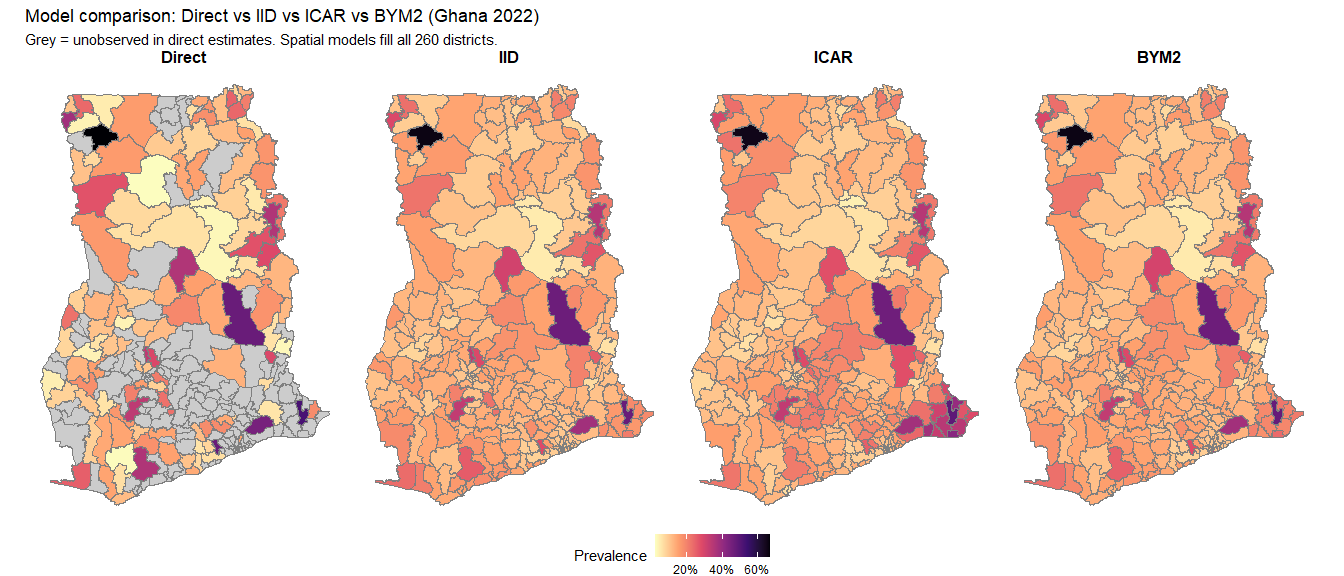 Model comparison: Direct vs IID vs ICAR vs BYM2 (Ghana 2022)
Grey = unobserved in direct estimates. Spatial models fill all 260 districts.
Direct
IID
ICAR
BYM2
Prevalence
20% 40% 60%